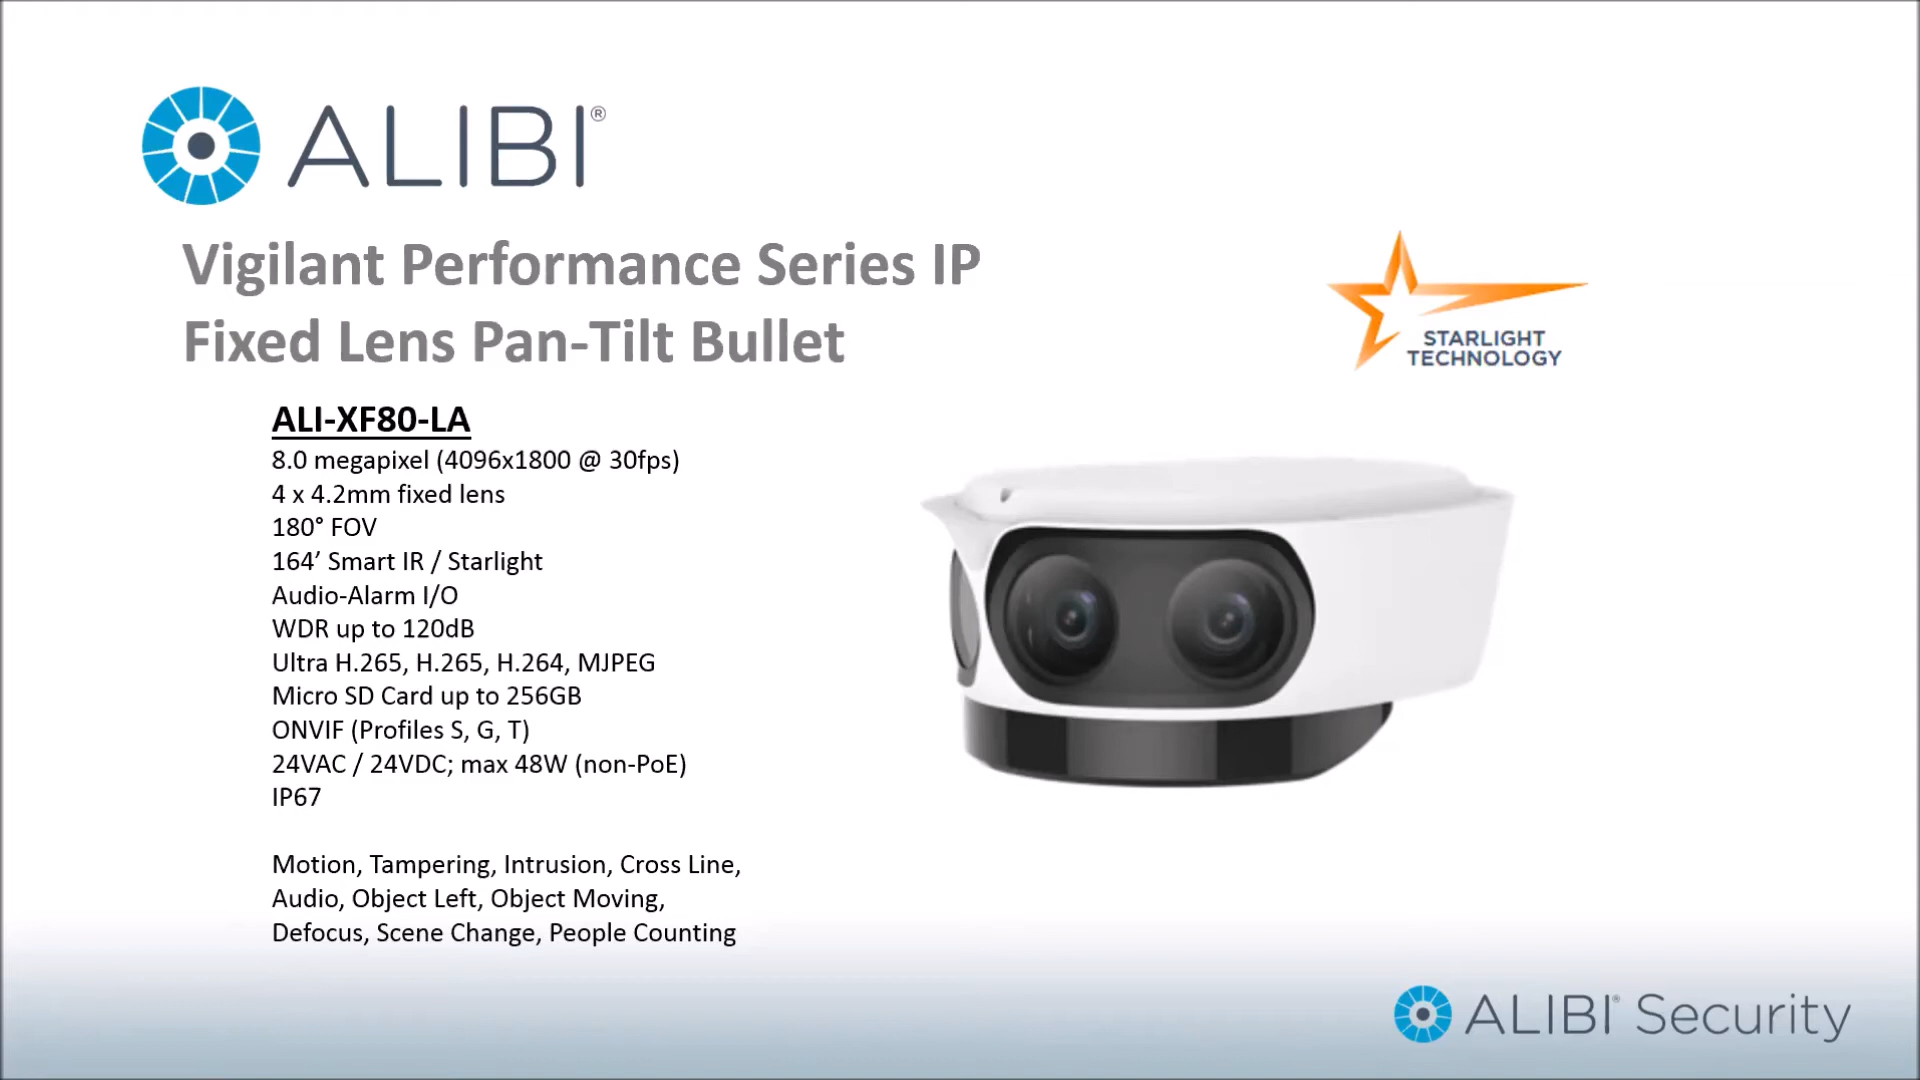 ALIBI®
Vigilant Performance Series IP
Fixed Lens Pan-Tilt Bullet
STARLIGHT
TECHNOLOGY
ALI-XF80-LA
8.0 megapixel (4096x1800 @ 30fps)
4 x 4.2mm fixed lens
180° FOV
164’ Smart IR / Starlight
Audio-Alarm I/O
WDR up to 120dB
Ultra H.265, H.265, H.264, MJPEG
Micro SD Card up to 256GB
ONVIF (Profiles S, G, T)
24VAC / 24VDC; max 48W (non-PoE)
IP67
Motion, Tampering, Intrusion, Cross Line,
Audio, Object Left, Object Moving,
Defocus, Scene Change, People Counting
ALIBI® Security